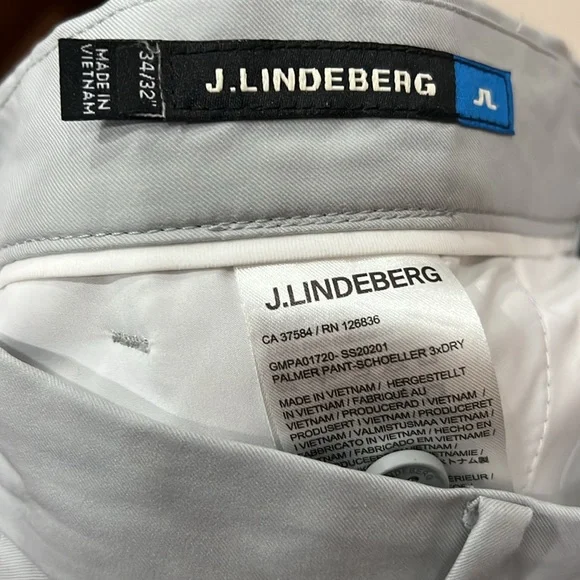 MADE IN
VIETNAM
34/32"
J.LINDEBERG
J.LINDEBERG
CA 37584 / RN 126836
GMPA01720- SS20201
PALMER PANT-SCHOELLER 3xDRY
MADE IN VIETNAM / HERGESTELLT
IN VIETNAM / FABRIQUÉ AU
VIETNAM / PRODUCERAD I VIETNAM /
PRODUSERT I VIETNAM / PRODUCERET
I VIETNAM / VALMISTUSMAA VIETNAM /
VIETNAM / HECHO EN
VIETNAM / FABRICADO EM VIETNAME /